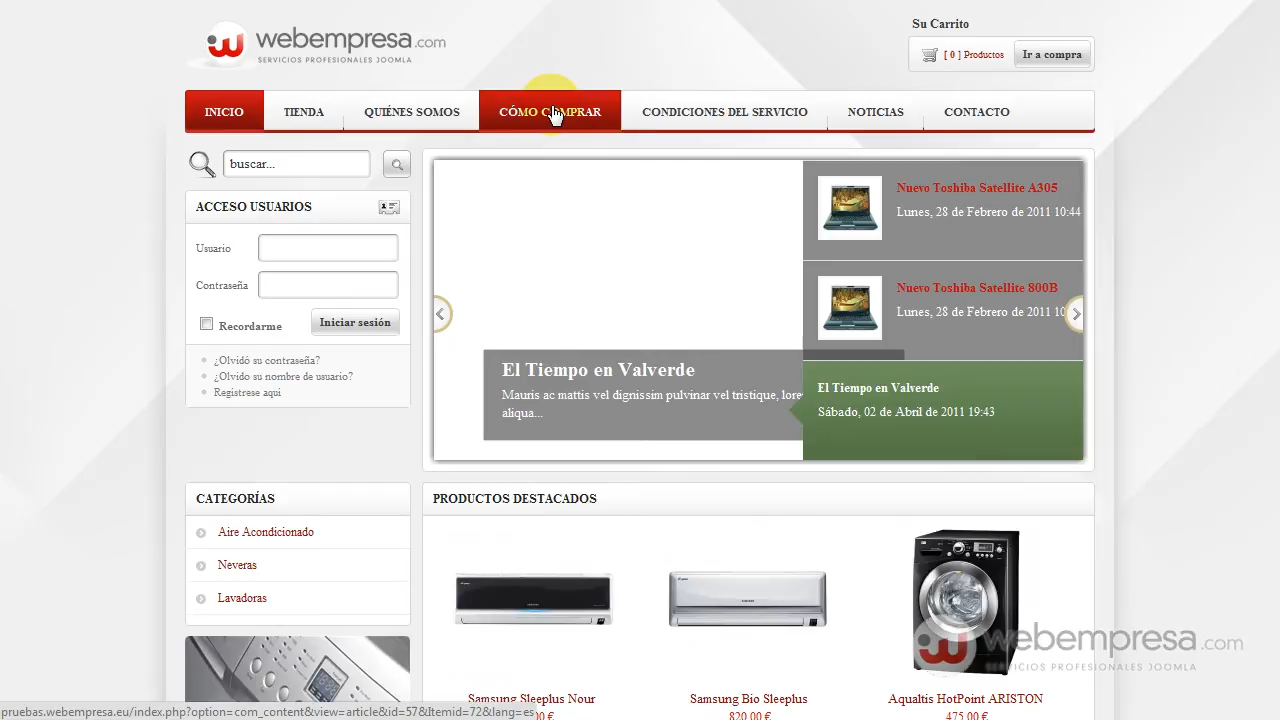 webempresa.com
SERVICIOS PROFESIONALES JOOMLA
Su Carrito
[ 0 ] Productos
Ir a compra
INICIO
TIENDA
QUIÉNES SOMOS
CÓMO COMPRAR
CONDICIONES DEL SERVICIO
NOTICIAS
CONTACTO
buscar...
ACCESO USUARIOS
Usuario
Contraseña
Recordarme
Iniciar sesión
¿Olvidó su contraseña?
¿Olvido su nombre de usuario?
Registrese aqui
Nuevo Toshiba Satellite A305
Lunes, 28 de Febrero de 2011 10:44
Nuevo Toshiba Satellite 800B
Lunes, 28 de Febrero de 2011 10
El Tiempo en Valverde
Mauris ac mattis vel dignissim pulvinar vel tristique, lore
aliqua...
El Tiempo en Valverde
Sábado, 02 de Abril de 2011 19:43
CATEGORÍAS
Aire Acondicionado
Neveras
Lavadoras
PRODUCTOS DESTACADOS
Samsung Sleeplus Nour
Samsung Bio Sleeplus
Aqualtis HotPoint ARISTON
0.00 €
820.00 €
475.00 €
webempresa.com
SERVICIOS PROFESIONALES JOOMLA
pruebas.webempresa.eu/index.php?option=com_content&view=article&id=57&Itemid=72&lang=es